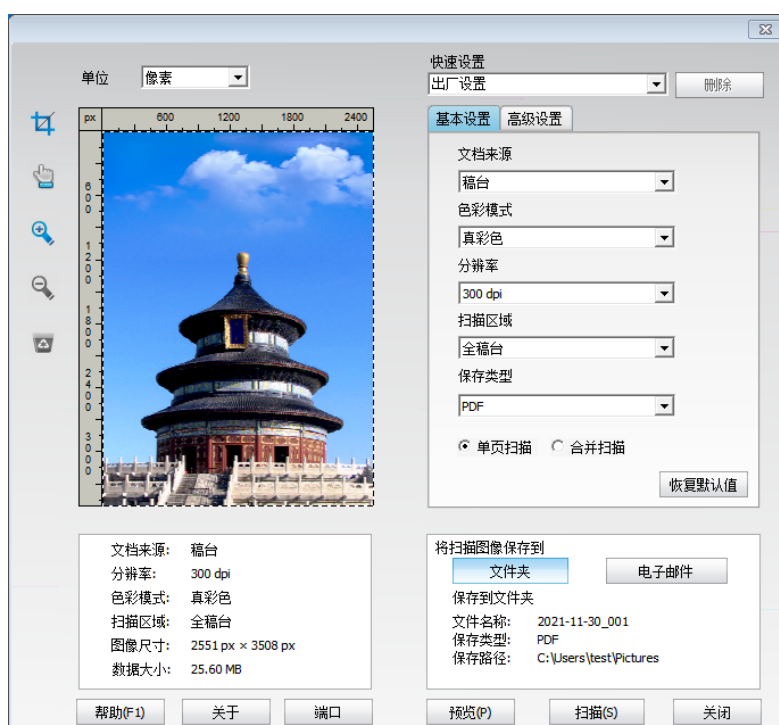 单位
像素
px 600 1200 1800 2400
600
1200
1800
2400
3000
快速设置
出厂设置
删除
基本设置 高级设置
文档来源
稿台
色彩模式
真彩色
分辨率
300 dpi
扫描区域
全稿台
保存类型
PDF
单页扫描 合并扫描
恢复默认值
文档来源: 稿台
分辨率: 300 dpi
色彩模式: 真彩色
扫描区域: 全稿台
图像尺寸: 2551 px × 3508 px
数据大小: 25.60 MB
将扫描图像保存到
文件夹 电子邮件
保存到文件夹
文件名称: 2021-11-30_001
保存类型: PDF
保存路径: C:\Users\test\Pictures
帮助(F1) 关于 端口 预览(P) 扫描(S) 关闭